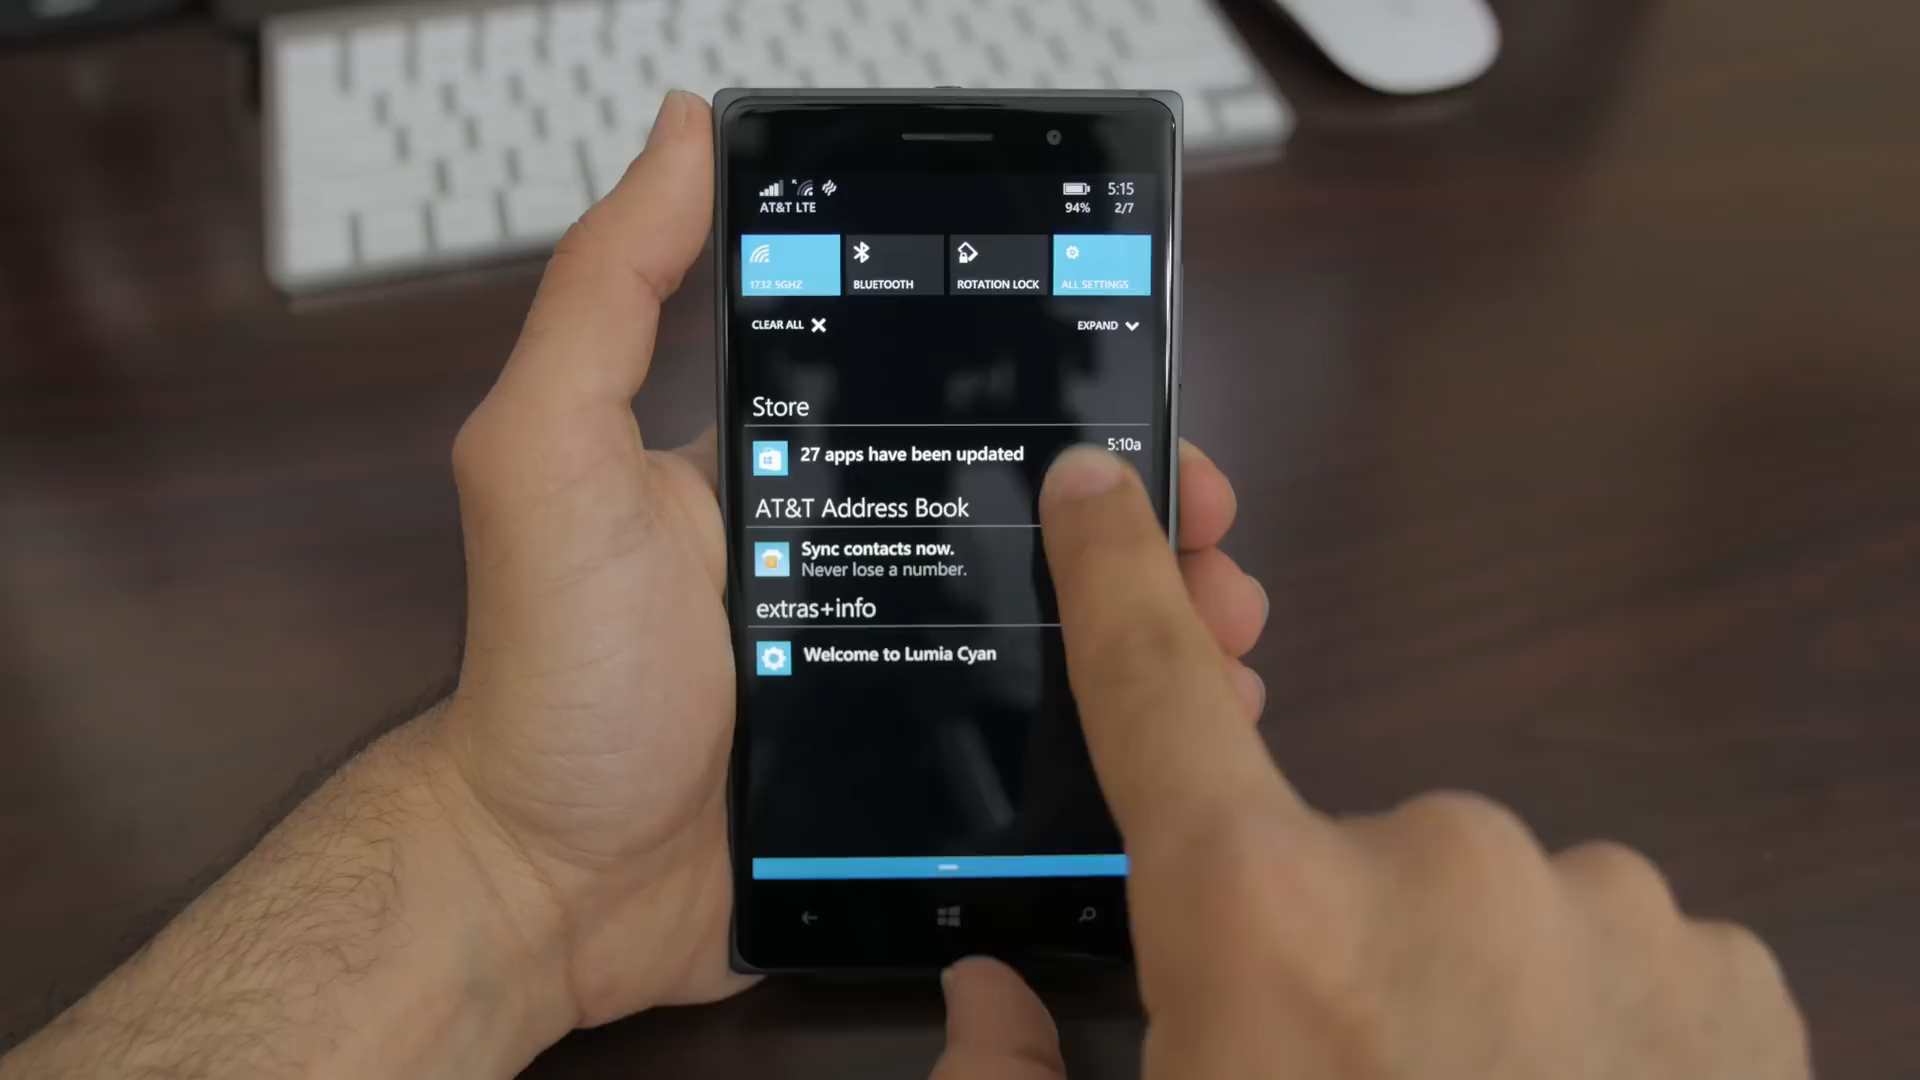 5:15
AT&T LTE
94%
2/7
1732 5GHZ
BLUETOOTH
ROTATION LOCK
ALL SETTINGS
CLEAR ALL
EXPAND
Store
5:10a
27 apps have been updated
AT&T Address Book
Sync contacts now.
Never lose a number.
extras+info
Welcome to Lumia Cyan